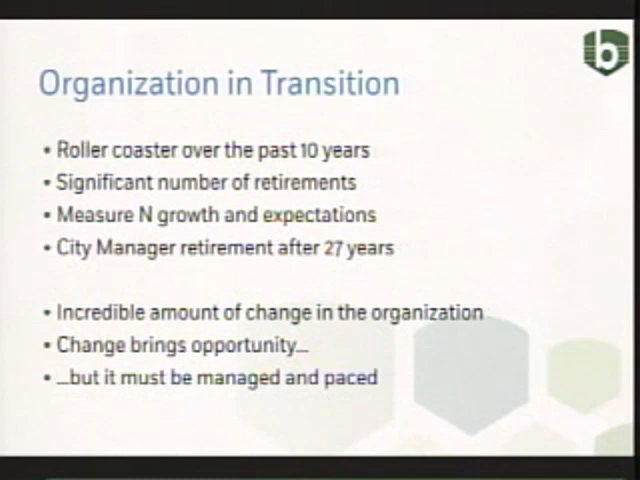 b
Organization in Transition
• Roller coaster over the past 10 years
• Significant number of retirements
• Measure N growth and expectations
• City Manager retirement after 27 years
• Incredible amount of change in the organization
• Change brings opportunity...
• ...but it must be managed and paced